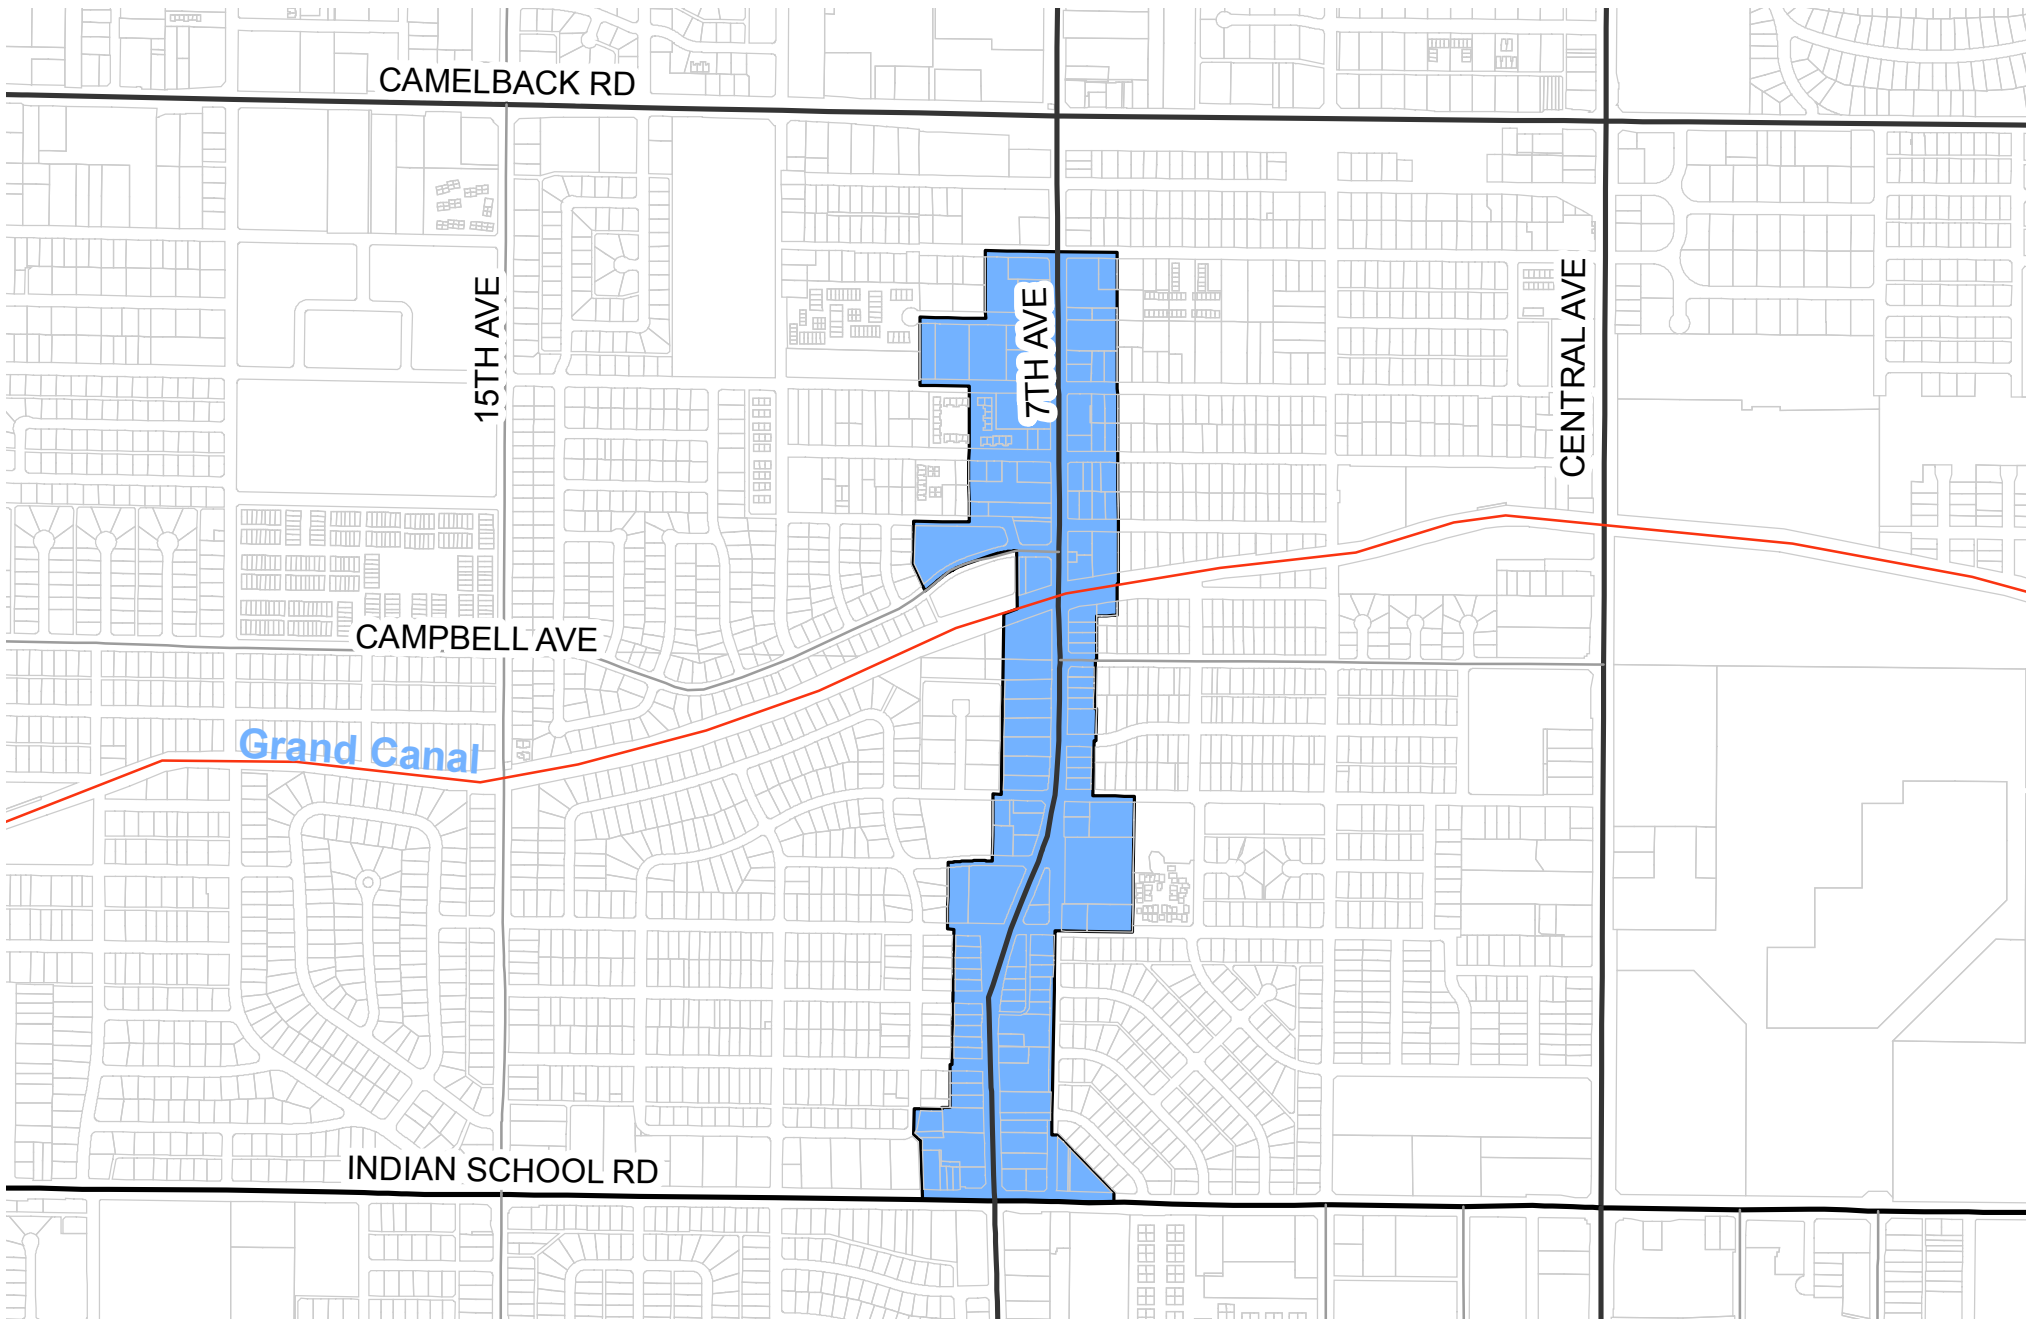 CAMELBACK RD
15TH AVE
7TH AVE
CENTRAL AVE
CAMPBELL AVE
Grand Canal
INDIAN SCHOOL RD